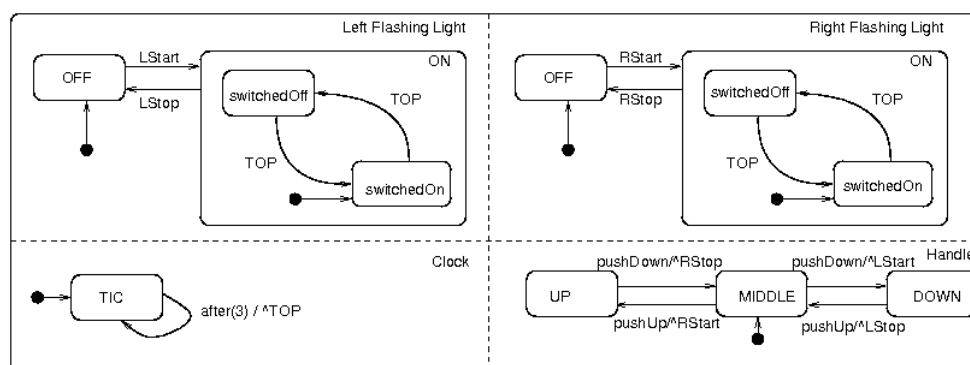 Left Flashing Light
ON
OFF
LStart
LStop
switchedOff
TOP
TOP
switchedOn
Right Flashing Light
ON
OFF
RStart
RStop
switchedOff
TOP
TOP
switchedOn
Clock
TIC
after(3) / ^TOP
Handle
pushDown/^RStop
pushDown/^LStart
UP
MIDDLE
DOWN
pushUp/^RStart
pushUp/^LStop